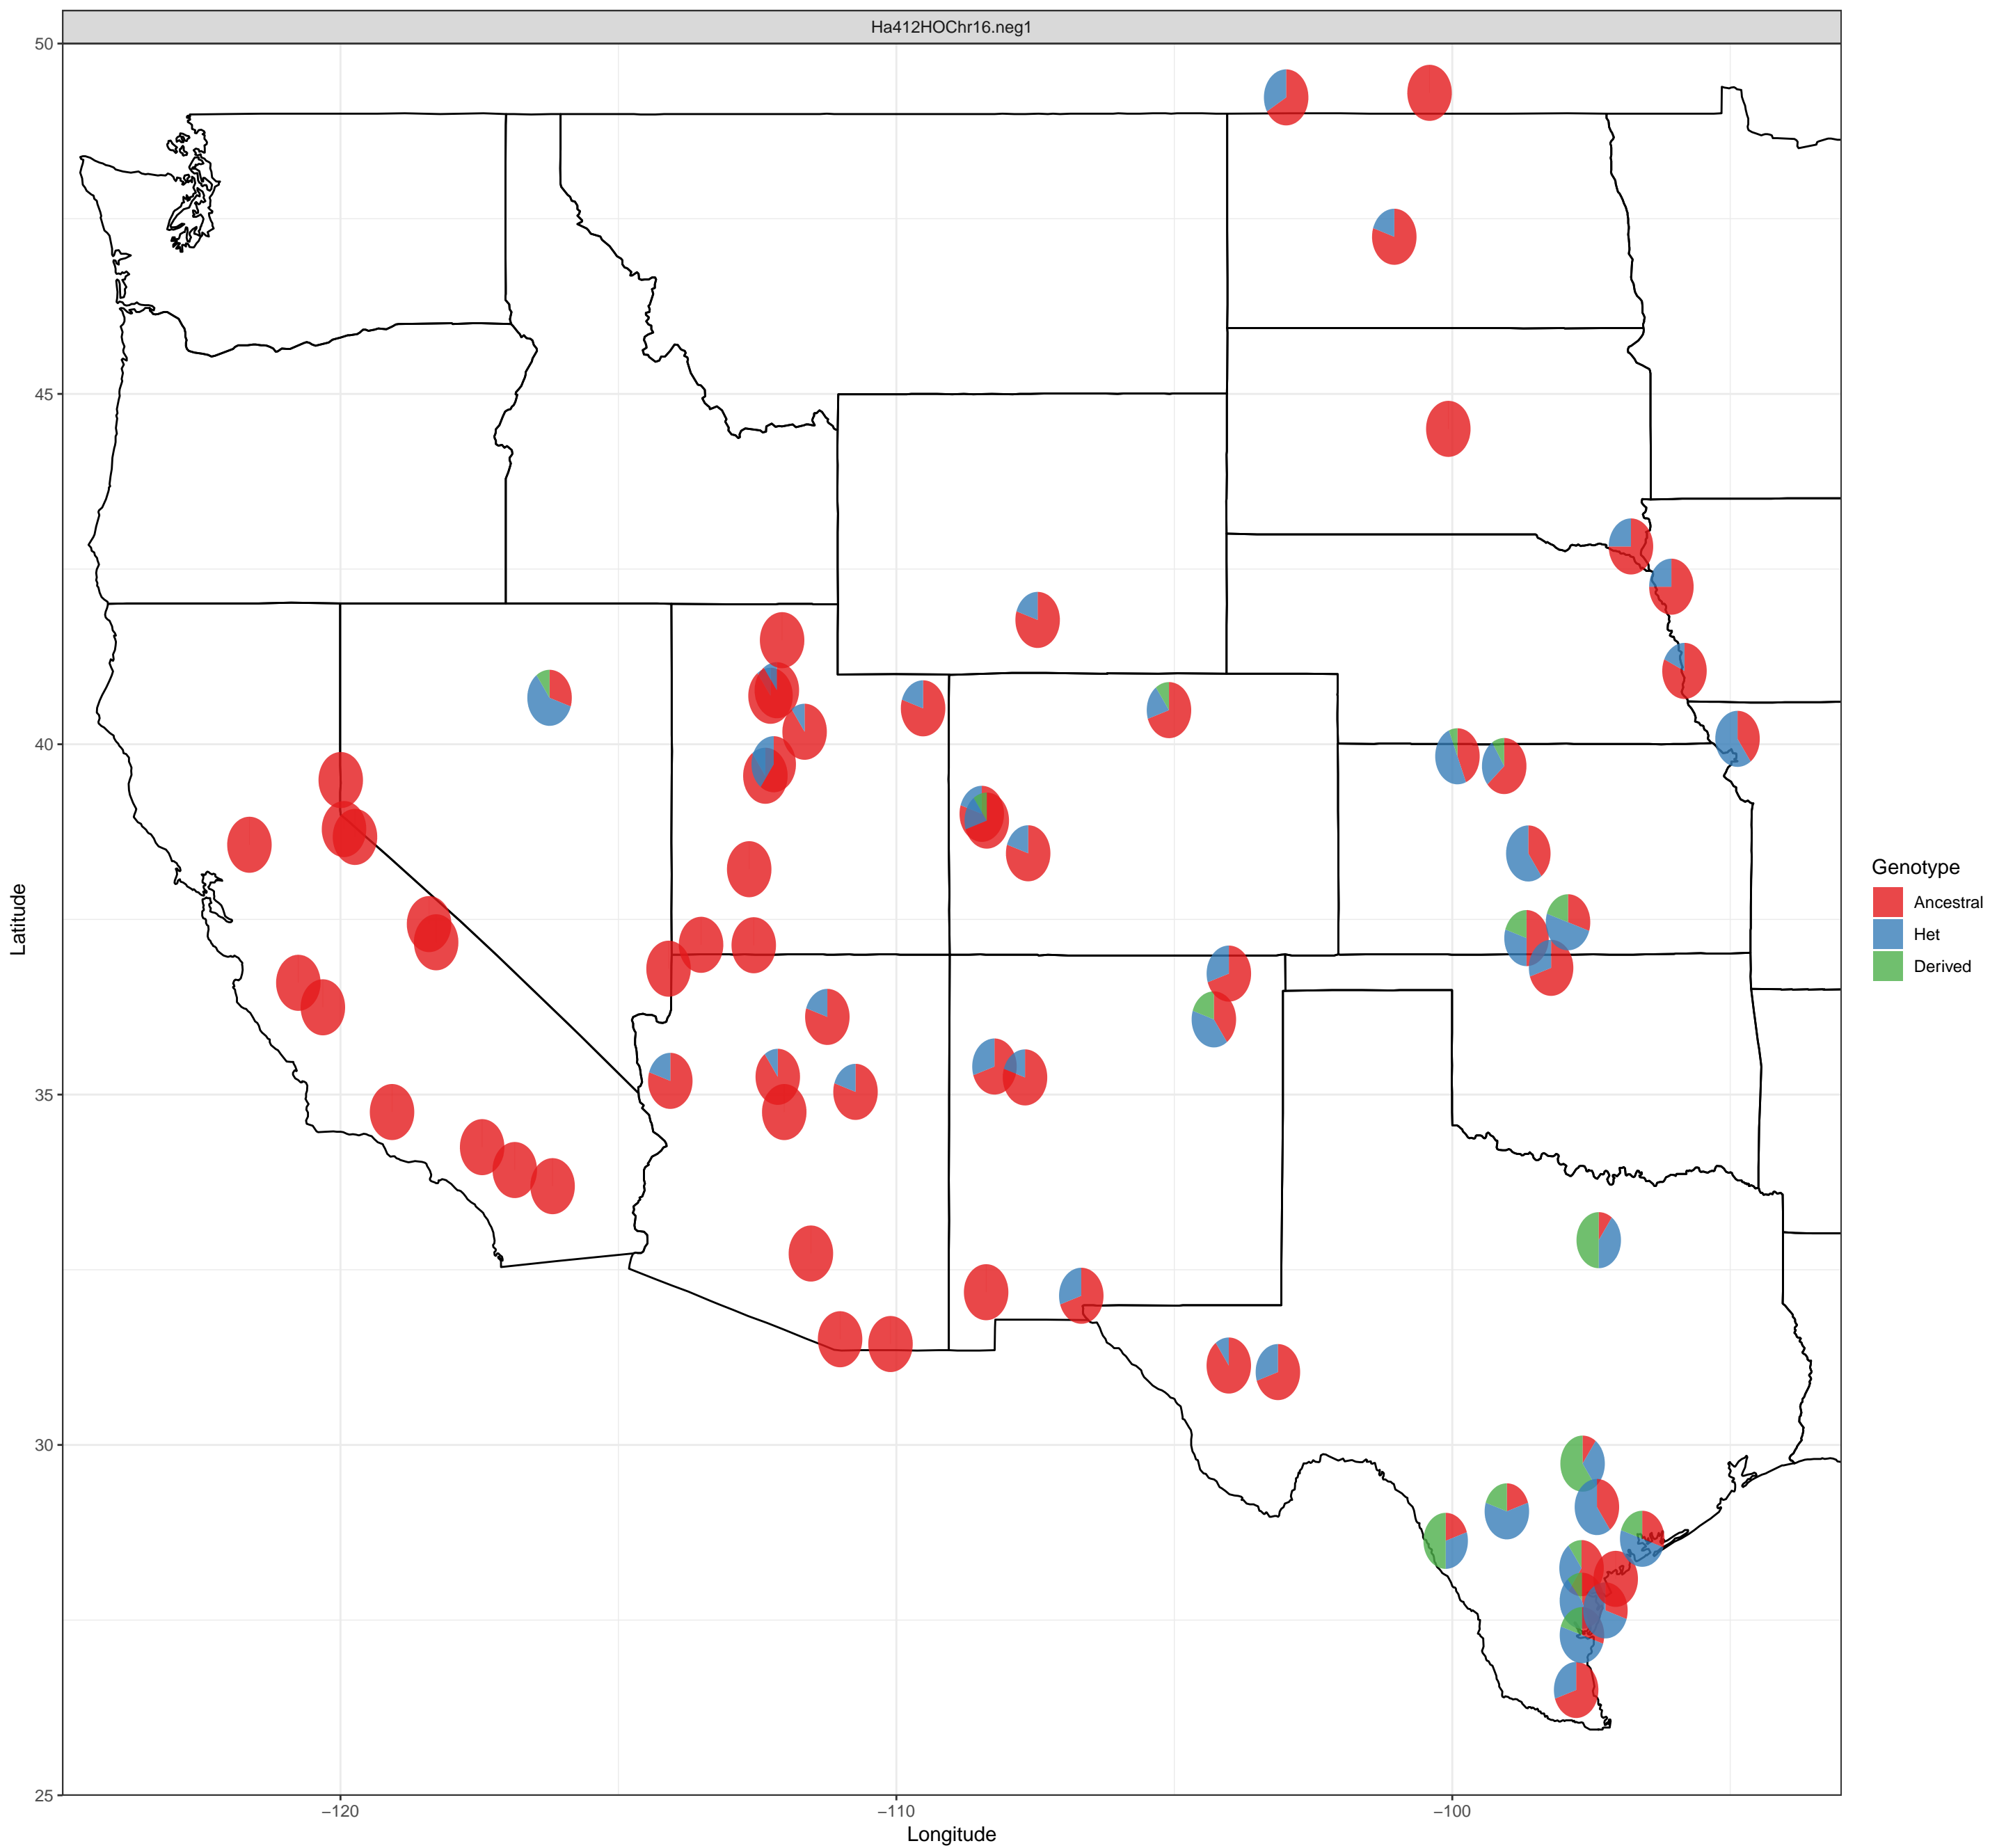 Ha412HOChr16.neg1
50
45
40
35
30
25
Latitude
−120
−110
−100
Longitude
Genotype
Ancestral
Het
Derived